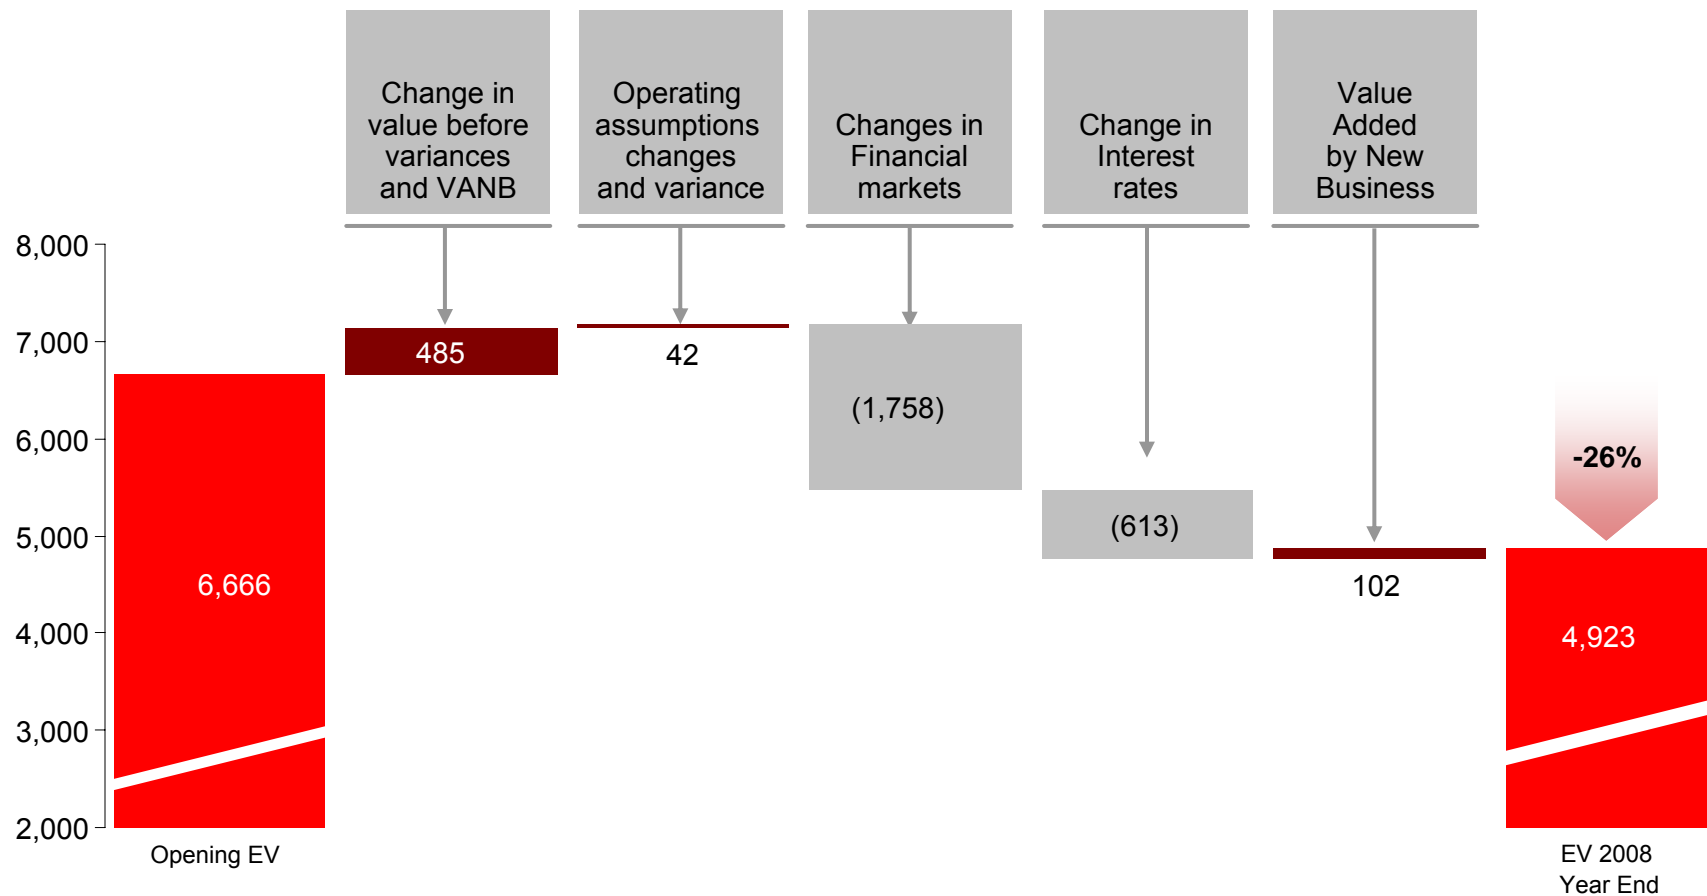 Change in
value before
variances
and VANB
Operating
assumptions
changes
and variance
Changes in
Financial
markets
Change in
Interest
rates
Value
Added
by New
Business
8,000
7,000
6,000
5,000
4,000
3,000
2,000
6,666
485
42
(1,758)
(613)
102
-26%
4,923
Opening EV
EV 2008
Year End